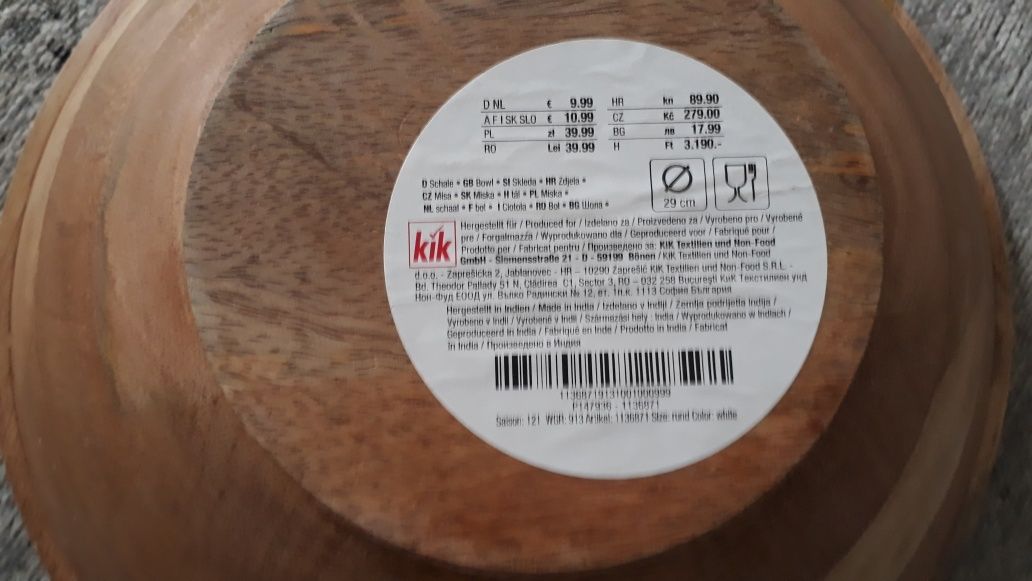 D NL € 9.99 HR kn 89.90
A F I SK SLO € 10.99 CZ Kč 279.00
PL zł 39.99 BG лв 17.99
RO Lei 39.99 H Ft 3.190.-
29 cm
D Schale • GB Bowl • SI Skleda • HR Zdjela •
CZ Misa • SK Miska • H tál • PL Miska •
NL schaal • F bol • I Ciotola • RO Bol • BG
kik
Hergestellt für / Produced for / Izdelano za / Proizvedeno za / Vyrobeno pro / Vyrobené
pre / Forgalmazza / Wyprodukowano dla / Geproduceerd voor / Fabriqué pour /
Prodotto per / Fabricat pentru / Произведено за: KiK Textilien und Non-Food
GmbH - Siemensstraße 21 - D - 59199 Bönen / KiK Textilien und Non-Food
d.o.o. - Zaprešićka 2, Jablanovec - HR – 10290 Zaprešić KiK Textilien und Non-Food S.R.L. -
Bd. Theodor Pallady 51 N, Clădirea C1, Sector 3, RO – 032 258 Bucureşti КиК Текстилиен унд
Нон-Фуд ЕООД ул. Вълко Радински № 12, ет. 1п.к. 1113 София България
Hergestellt in Indien / Made in India / Izdelano v Indiji / Zemlja podrijetla Indija /
Vyrobeno v Indii / Vyrobené v Indii / Származási hely : India / Wyprodukowano w Indiach /
Geproduceerd in India / Fabriqué en Inde / Prodotto in India / Fabricat
în India / Произведено в Индия
11368719131001000999
P147936 - 1136871
Saison: 121 WGR: 913 Artikel: 1136871 Size: rund Color: white